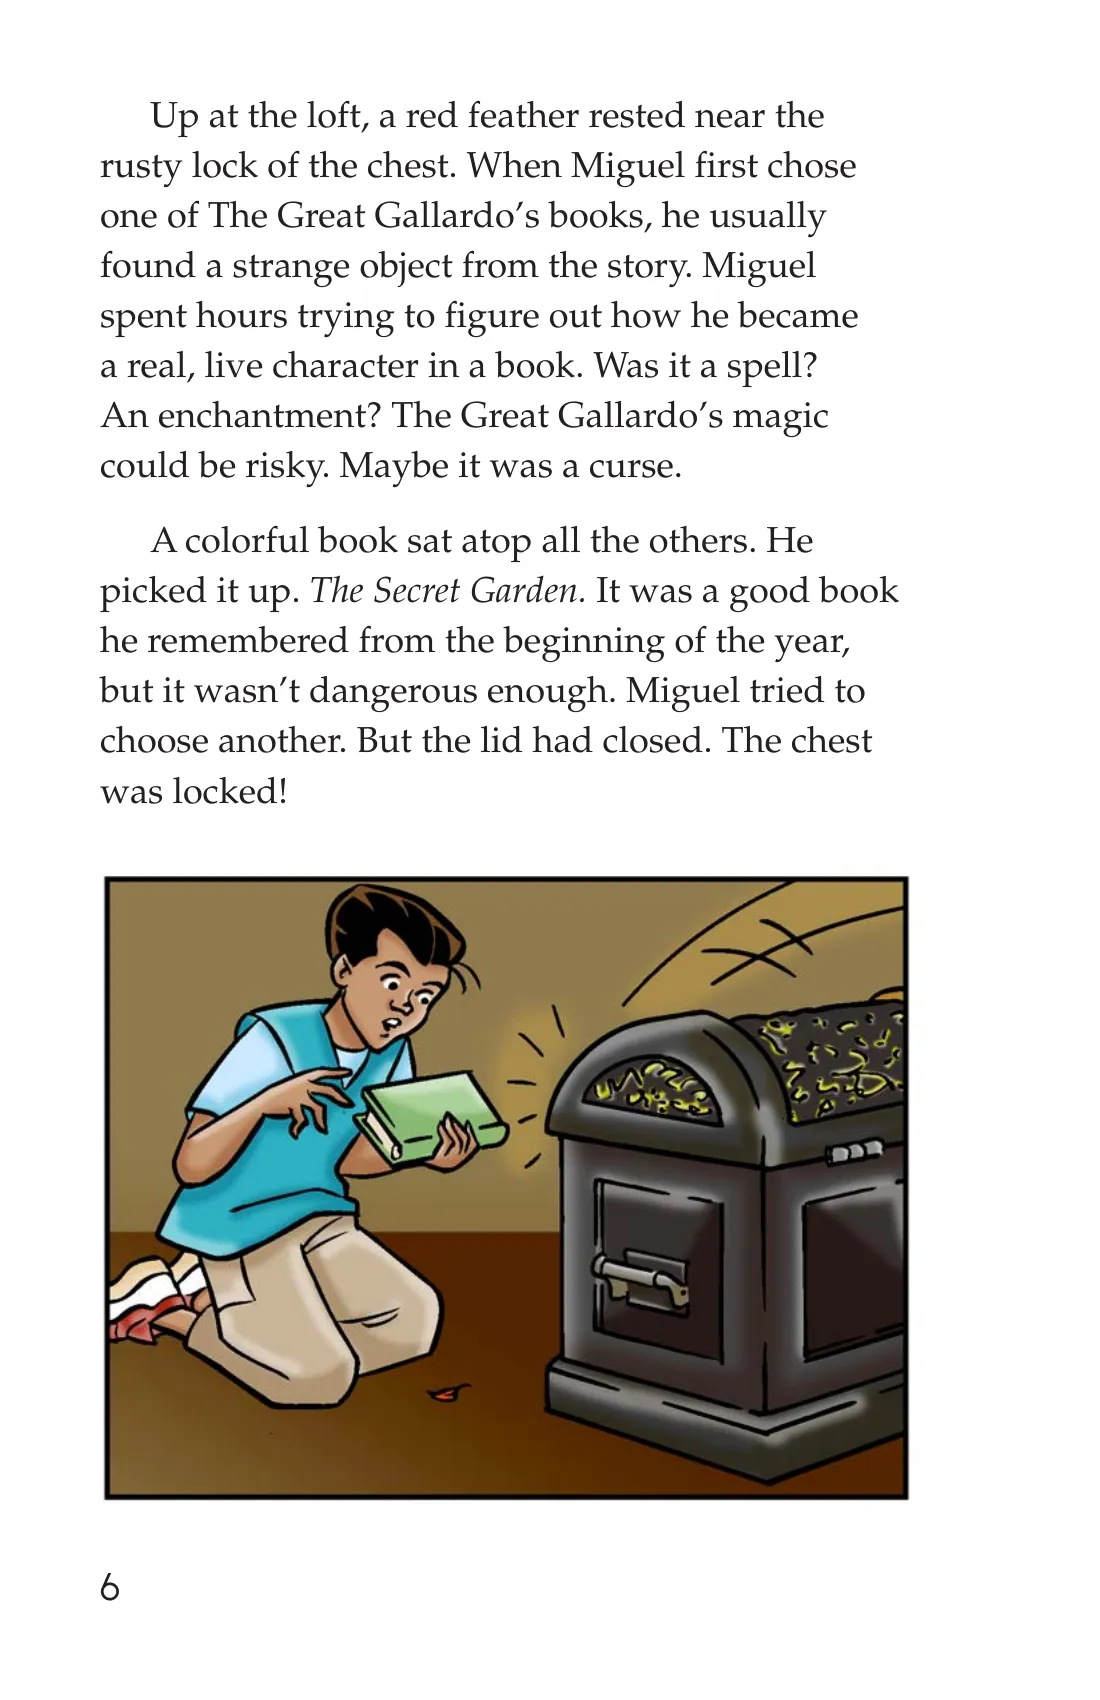 Up at the loft, a red feather rested near the
rusty lock of the chest. When Miguel first chose
one of The Great Gallardo’s books, he usually
found a strange object from the story. Miguel
spent hours trying to figure out how he became
a real, live character in a book. Was it a spell?
An enchantment? The Great Gallardo’s magic
could be risky. Maybe it was a curse.
A colorful book sat atop all the others. He
picked it up. The Secret Garden. It was a good book
he remembered from the beginning of the year,
but it wasn’t dangerous enough. Miguel tried to
choose another. But the lid had closed. The chest
was locked!
6